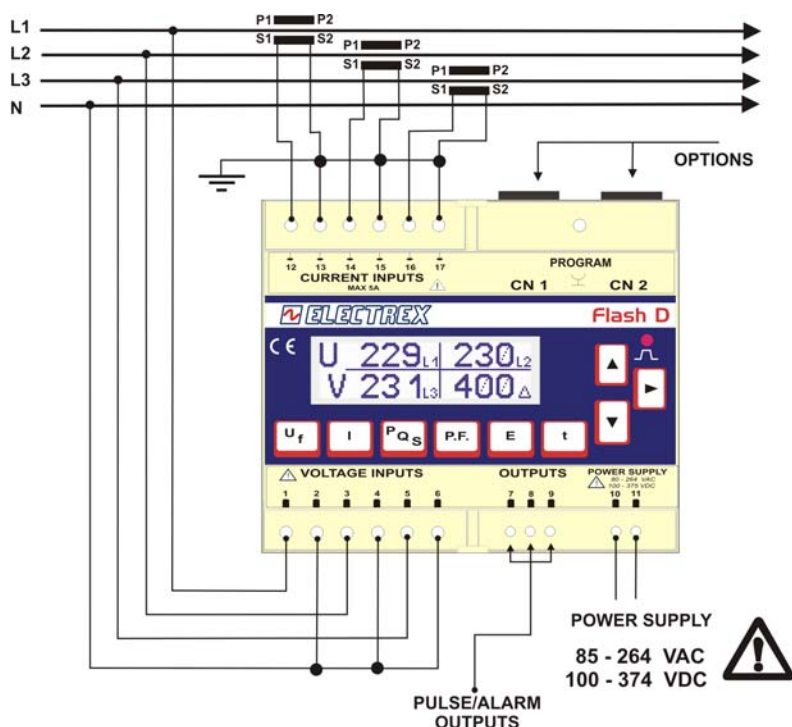 L1
P1 P2
S1 S2
L2
P1 P2
S1 S2
L3
P1 P2
S1 S2
N
OPTIONS
12 13 14 15 16 17
CURRENT INPUTS
MAX 5A
PROGRAM
CN 1 CN 2
ELECTREX
Flash D
CE
U 229L1 230L2
V 231L3 400Δ
Uf I PQS P.F. E t
VOLTAGE INPUTS
1 2 3 4 5 6
OUTPUTS
7 8 9
POWER SUPPLY
80 - 264 VAC
100 - 375 VDC
10 11
POWER SUPPLY
85 - 264 VAC
100 - 374 VDC
PULSE/ALARM
OUTPUTS